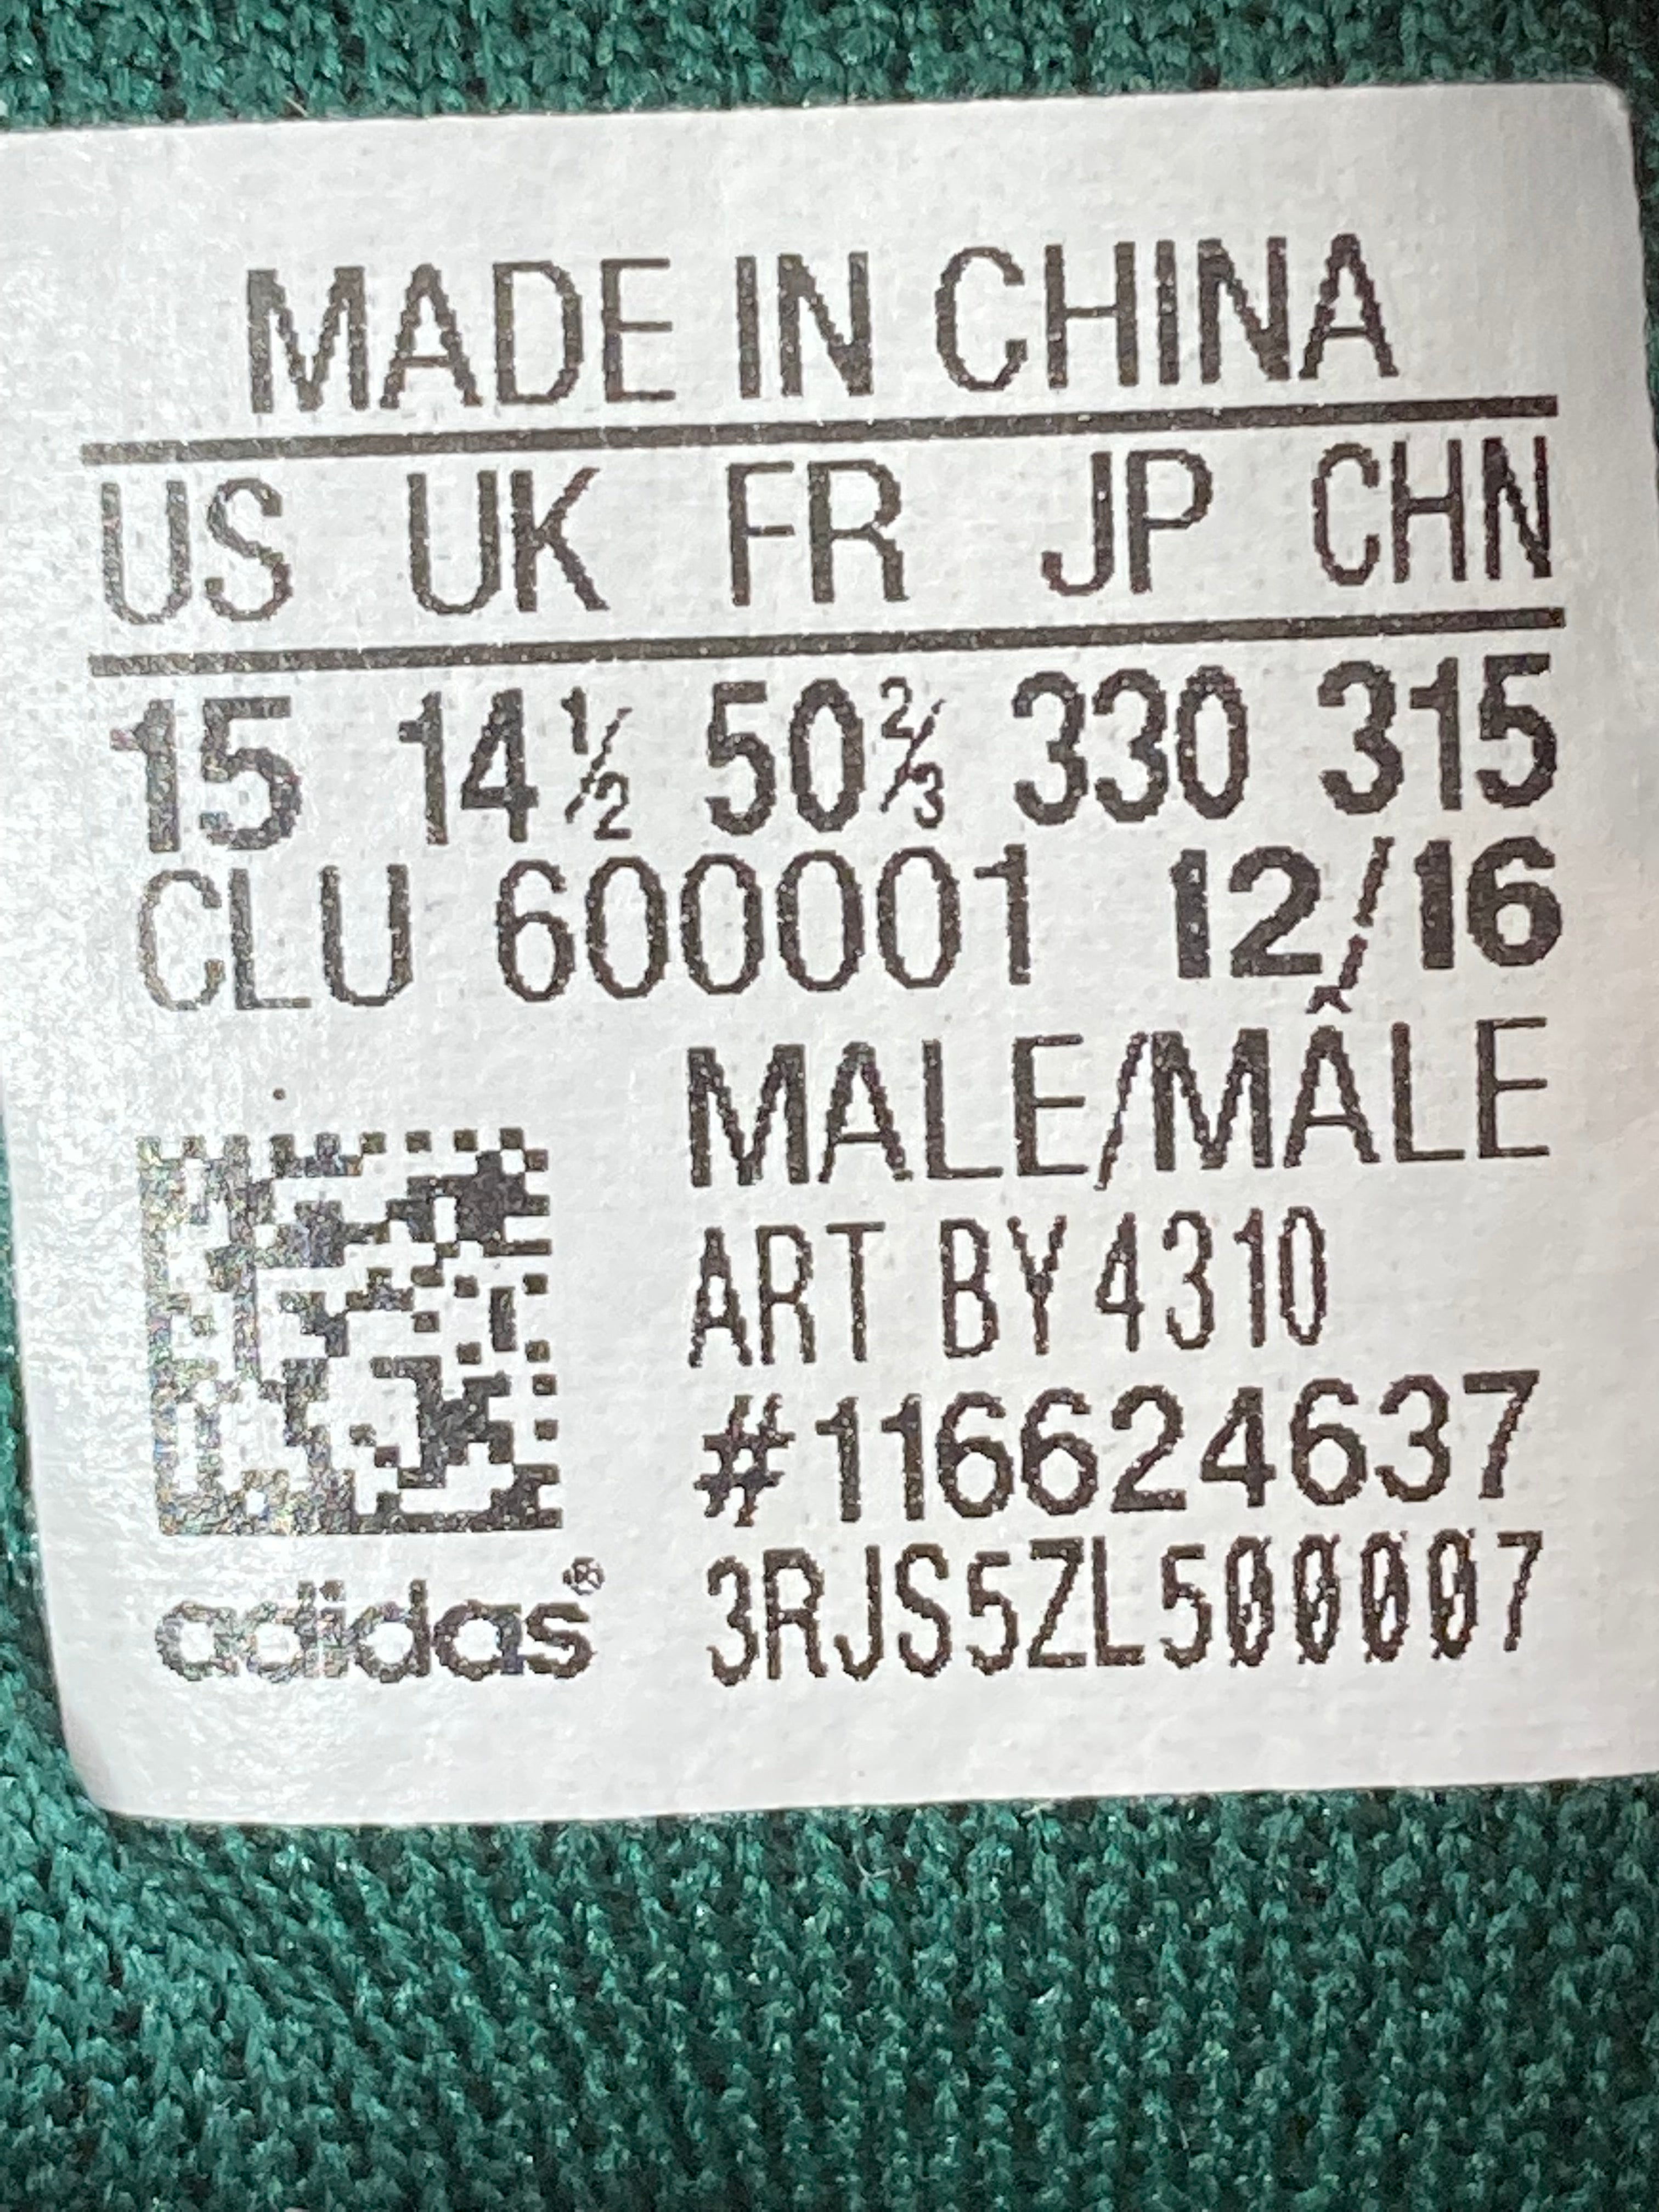 MADE IN CHINA
US UK FR JP CHN
15 14½ 50⅔ 330 315
CLU 600001 12/16
MALE/MÂLE
ART BY4310
#116624637
adidas® 3RJS5ZL500007